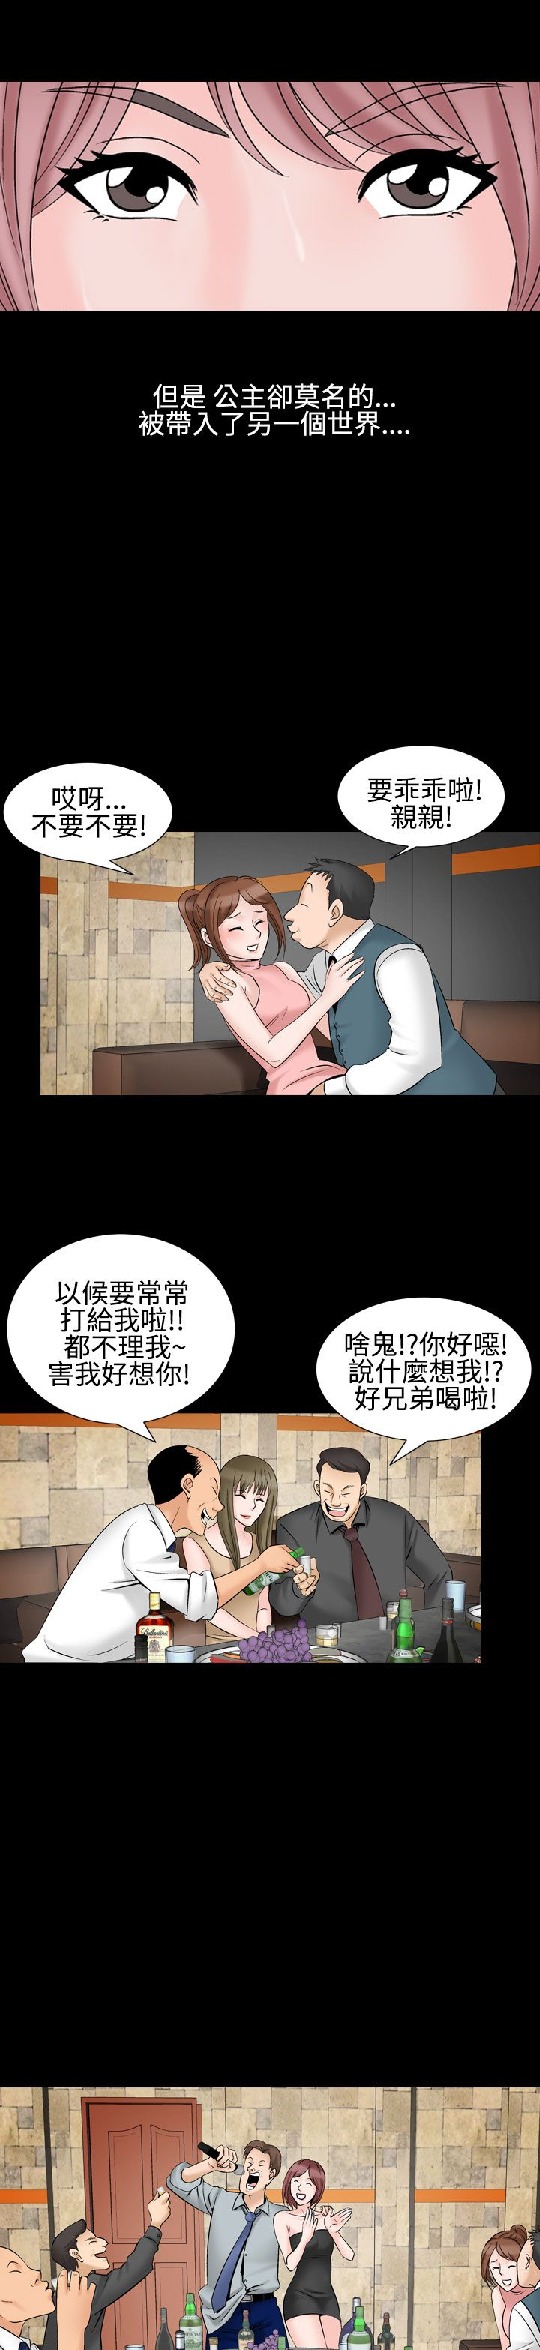 但是 公主卻莫名的...
被帶入了另一個世界....
哎呀...
不要不要!
要乖乖啦!
親親!
以候要常常
打給我啦!!
都不理我~
害我好想你!
啥鬼!?你好噁!
說什麼想我!?
好兄弟喝啦!
Ballantine's